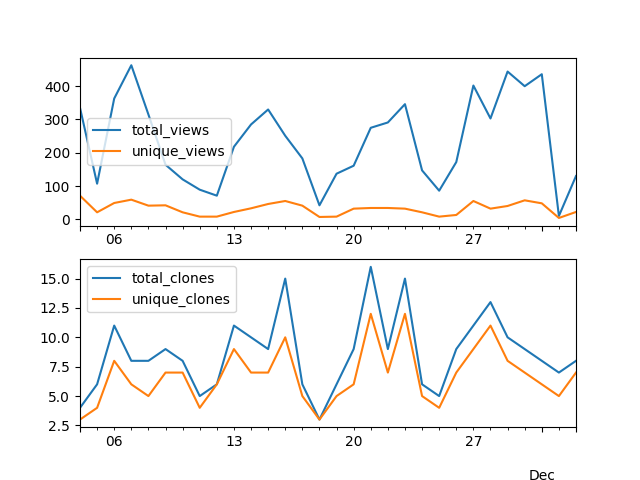 400
300
200
100
0
total_views
unique_views
06 13 20 27
15.0
12.5
10.0
7.5
5.0
2.5
total_clones
unique_clones
06 13 20 27
Dec